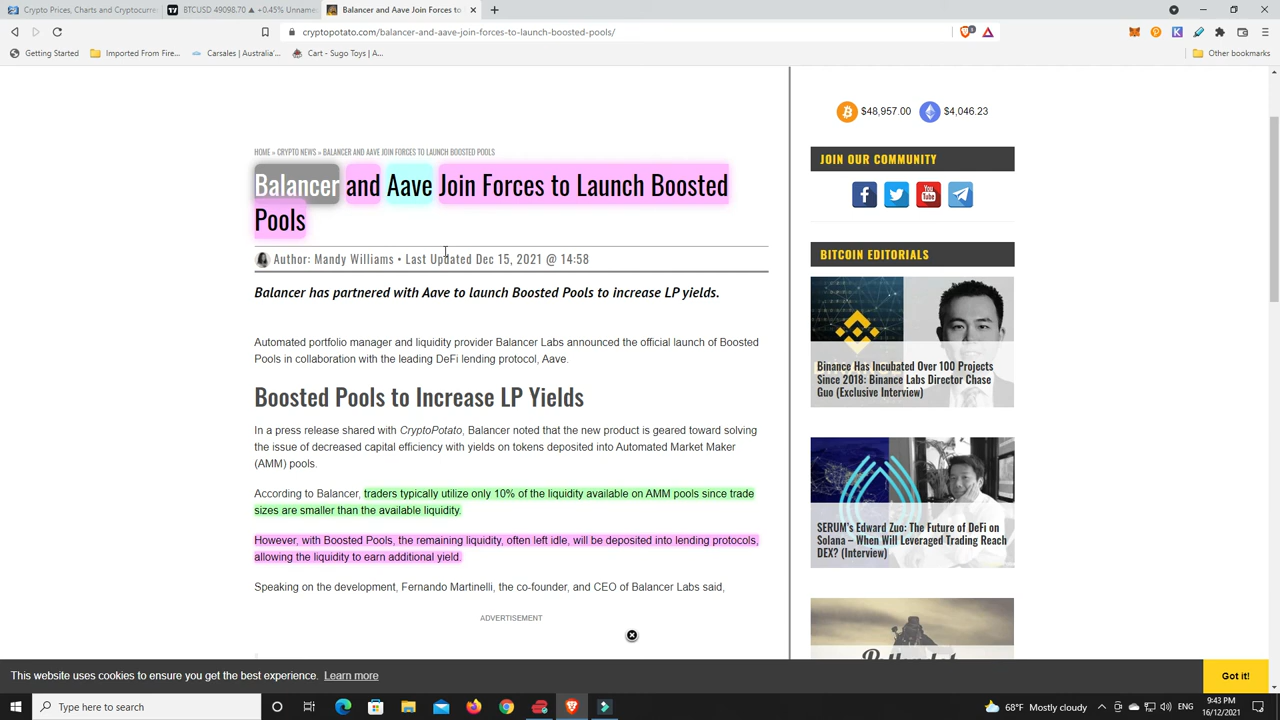 Crypto Prices, Charts and Cryptocurre
BTCUSD 49098.70 ▲ +0.45% Unname
Balancer and Aave Join Forces to
cryptopotato.com/balancer-and-aave-join-forces-to-launch-boosted-pools/
Getting Started
Imported From Fire...
Carsales | Australia'...
Cart - Sugo Toys | A...
Other bookmarks
$48,957.00
$4,046.23
HOME » CRYPTO NEWS » BALANCER AND AAVE JOIN FORCES TO LAUNCH BOOSTED POOLS
Balancer and Aave Join Forces to Launch Boosted
Pools
Author: Mandy Williams • Last Updated Dec 15, 2021 @ 14:58
Balancer has partnered with Aave to launch Boosted Pools to increase LP yields.
Automated portfolio manager and liquidity provider Balancer Labs announced the official launch of Boosted
Pools in collaboration with the leading DeFi lending protocol, Aave.
Boosted Pools to Increase LP Yields
In a press release shared with CryptoPotato, Balancer noted that the new product is geared toward solving
the issue of decreased capital efficiency with yields on tokens deposited into Automated Market Maker
(AMM) pools.
According to Balancer, traders typically utilize only 10% of the liquidity available on AMM pools since trade
sizes are smaller than the available liquidity.
However, with Boosted Pools, the remaining liquidity, often left idle, will be deposited into lending protocols,
allowing the liquidity to earn additional yield.
Speaking on the development, Fernando Martinelli, the co-founder, and CEO of Balancer Labs said,
ADVERTISEMENT
JOIN OUR COMMUNITY
You
Tube
BITCOIN EDITORIALS
BINANCE
Binance Has Incubated Over 100 Projects
Since 2018: Binance Labs Director Chase
Guo (Exclusive Interview)
SERUM's Edward Zuo: The Future of DeFi on
Solana – When Will Leveraged Trading Reach
DEX? (Interview)
This website uses cookies to ensure you get the best experience. Learn more
Got it!
Type here to search
68°F Mostly cloudy
ENG
9:43 PM
16/12/2021